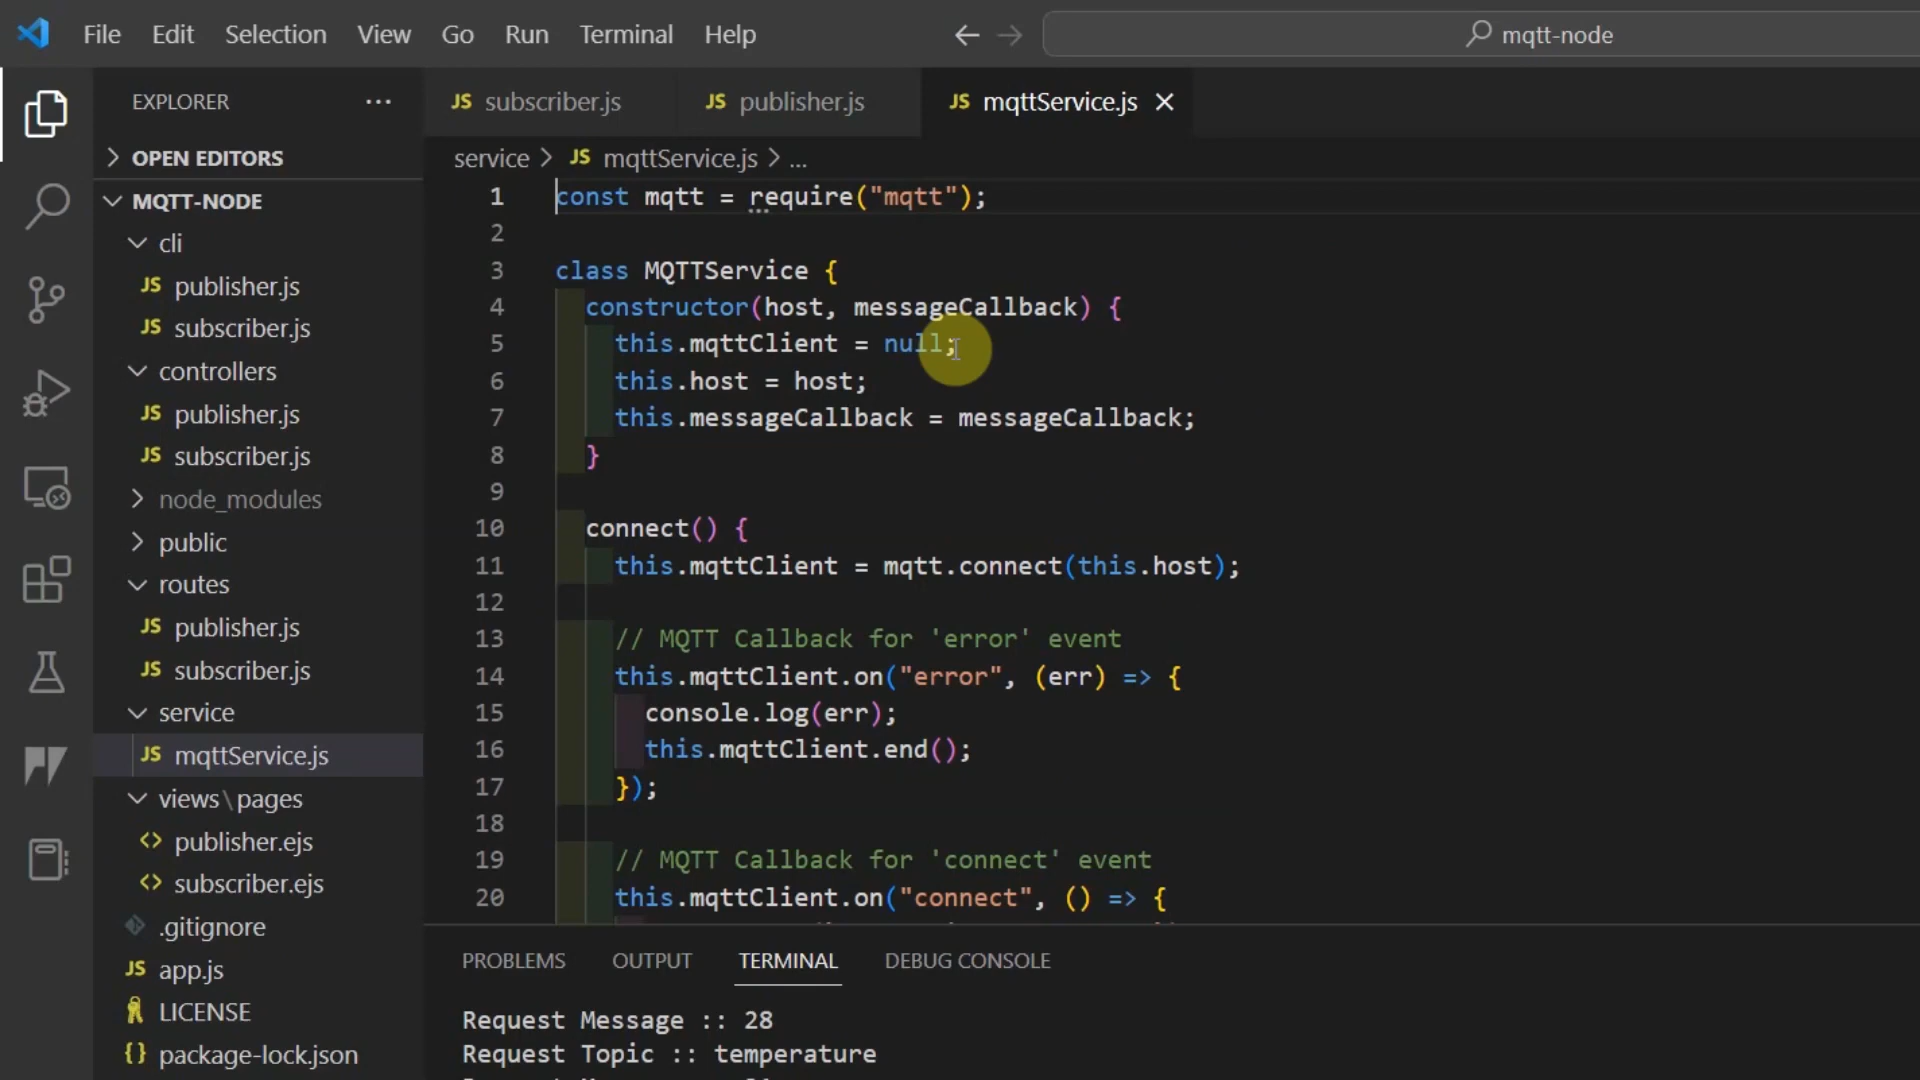 File Edit Selection View Go Run Terminal Help mqtt-node
EXPLORER ...
OPEN EDITORS
MQTT-NODE
cli
JS publisher.js
JS subscriber.js
controllers
JS publisher.js
JS subscriber.js
node_modules
public
routes
JS publisher.js
JS subscriber.js
service
JS mqttService.js
views\pages
<> publisher.ejs
<> subscriber.ejs
.gitignore
JS app.js
LICENSE
{} package-lock.json
JS subscriber.js JS publisher.js JS mqttService.js
service > JS mqttService.js > ...
1 const mqtt = require("mqtt");
2
3 class MQTTService {
4 constructor(host, messageCallback) {
5 this.mqttClient = null;
6 this.host = host;
7 this.messageCallback = messageCallback;
8 }
9
10 connect() {
11 this.mqttClient = mqtt.connect(this.host);
12
13 // MQTT Callback for 'error' event
14 this.mqttClient.on("error", (err) => {
15 console.log(err);
16 this.mqttClient.end();
17 });
18
19 // MQTT Callback for 'connect' event
20 this.mqttClient.on("connect", () => {
PROBLEMS OUTPUT TERMINAL DEBUG CONSOLE
Request Message :: 28
Request Topic :: temperature